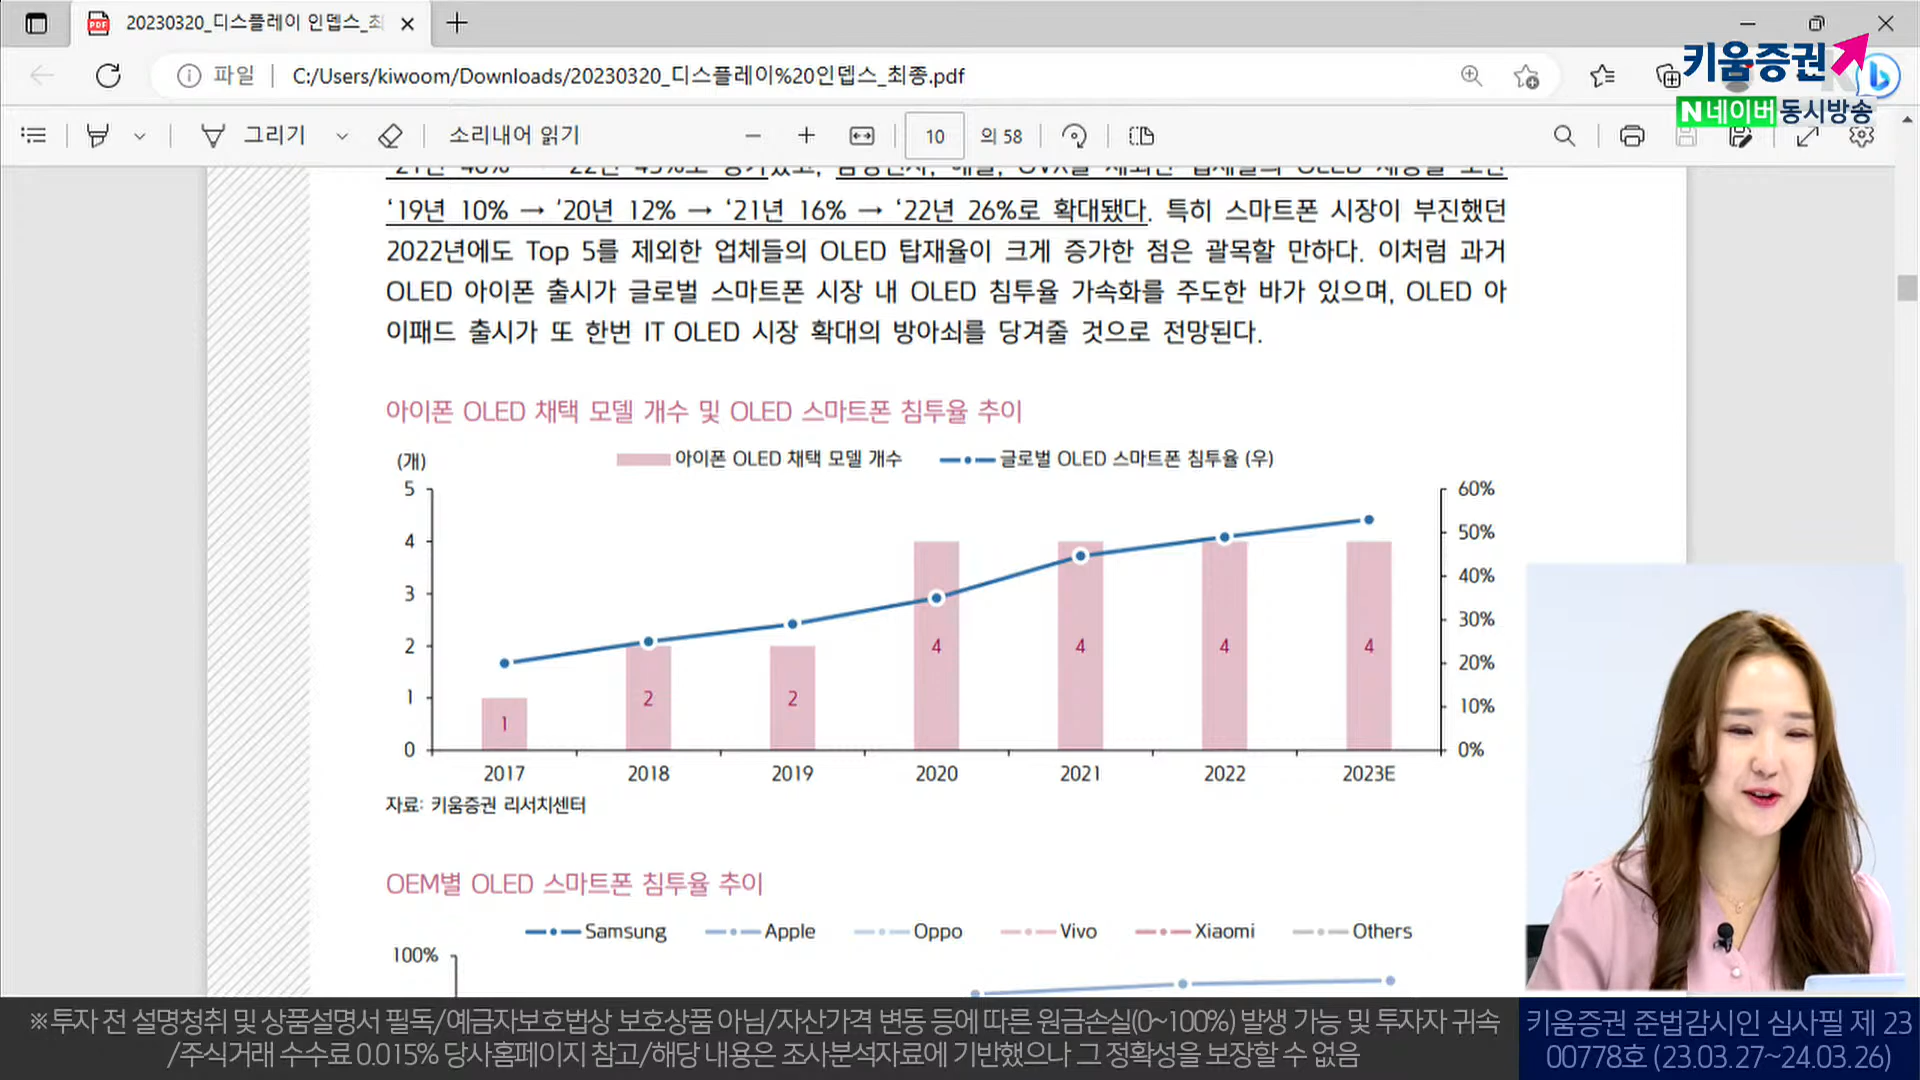 20230320_디스플레이 인뎁스_최
파일
C:/Users/kiwoom/Downloads/20230320_디스플레이%20인뎁스_최종.pdf
키움증권
N네이버 동시방송
그리기
소리내어 읽기
10
의 58
'19년 10% → '20년 12% → '21년 16% → '22년 26%로 확대됐다. 특히 스마트폰 시장이 부진했던
2022년에도 Top 5를 제외한 업체들의 OLED 탑재율이 크게 증가한 점은 괄목할 만하다. 이처럼 과거
OLED 아이폰 출시가 글로벌 스마트폰 시장 내 OLED 침투율 가속화를 주도한 바가 있으며, OLED 아
이패드 출시가 또 한번 IT OLED 시장 확대의 방아쇠를 당겨줄 것으로 전망된다.
아이폰 OLED 채택 모델 개수 및 OLED 스마트폰 침투율 추이
(개)
아이폰 OLED 채택 모델 개수
글로벌 OLED 스마트폰 침투율 (우)
5
4
3
2
1
0
60%
50%
40%
30%
20%
10%
0%
1
2
2
4
4
4
4
2017
2018
2019
2020
2021
2022
2023E
자료: 키움증권 리서치센터
OEM별 OLED 스마트폰 침투율 추이
Samsung
Apple
Oppo
Vivo
Xiaomi
Others
100%
※투자 전 설명청취 및 상품설명서 필독/예금자보호법상 보호상품 아님/자산가격 변동 등에 따른 원금손실(0~100%) 발생 가능 및 투자자 귀속
/주식거래 수수료 0.015% 당사홈페이지 참고/해당 내용은 조사분석자료에 기반했으나 그 정확성을 보장할 수 없음
키움증권 준법감시인 심사필 제 23
00778호 (23.03.27~24.03.26)